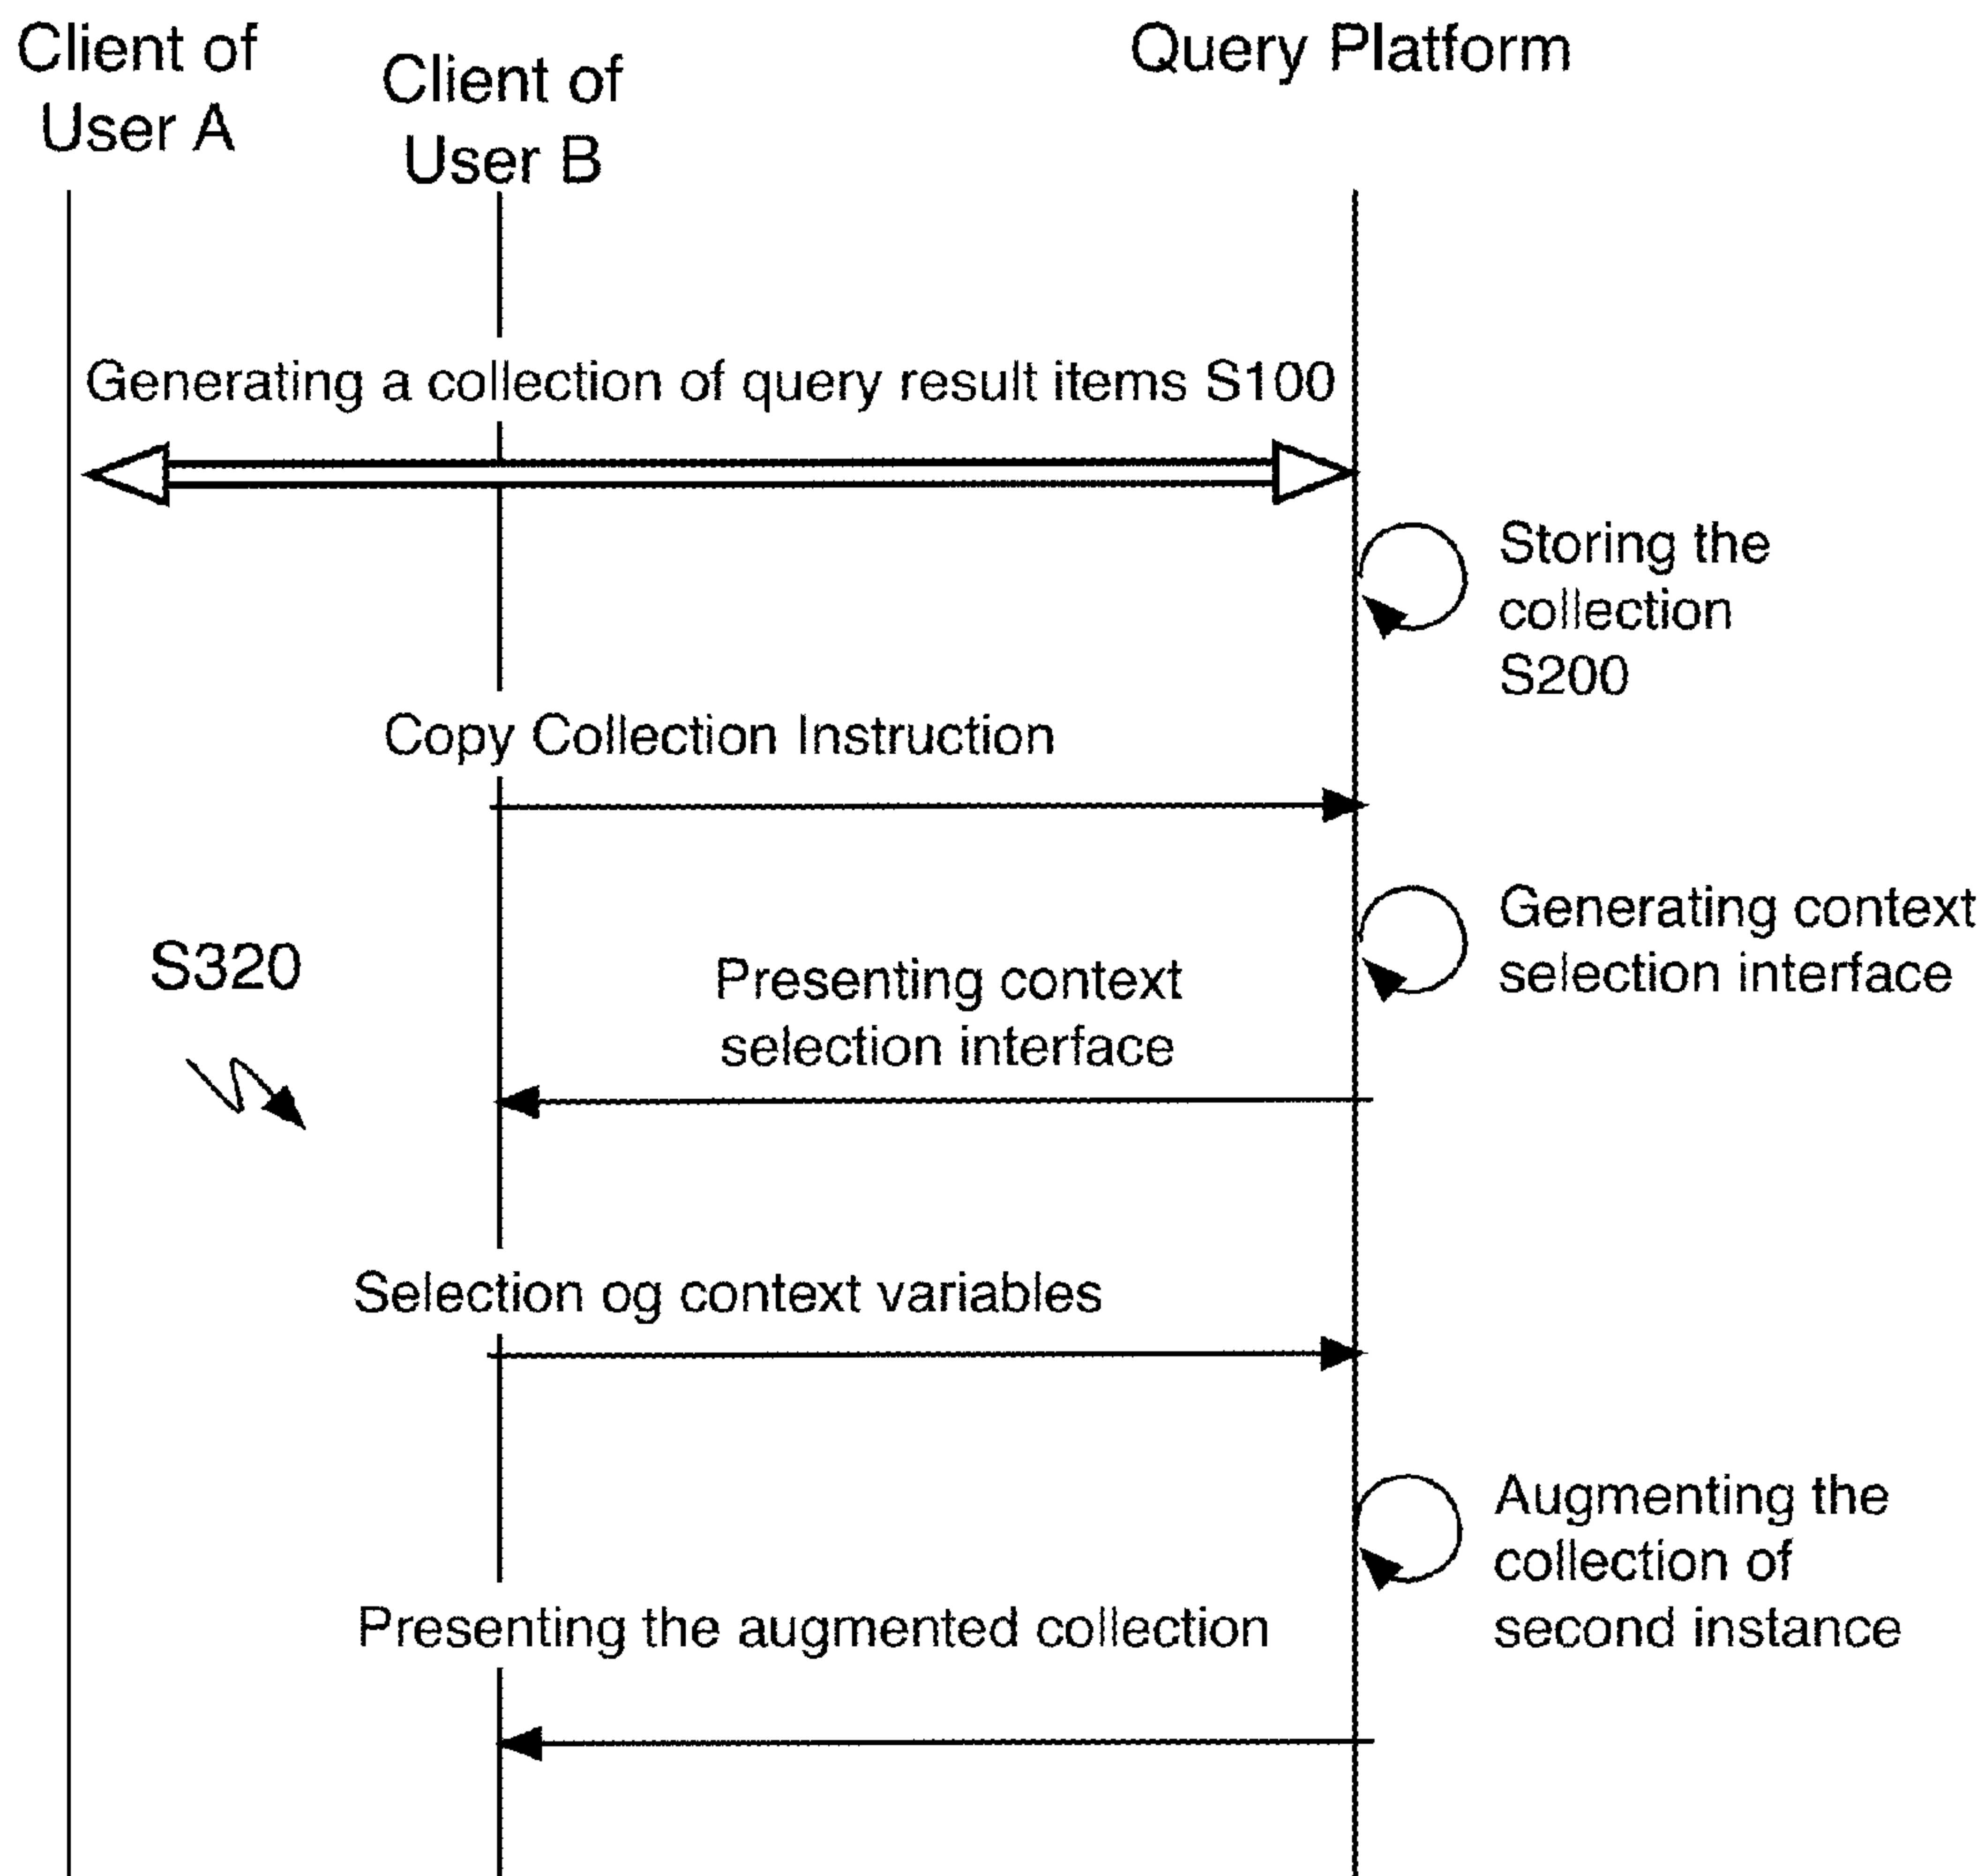 Client of
User A
Client of
User B
Query Platform
Generating a collection of query result items S100
Storing the
collection
S200
Copy Collection Instruction
Generating context
selection interface
S320
Presenting context
selection interface
Selection og context variables
Augmenting the
collection of
second instance
Presenting the augmented collection